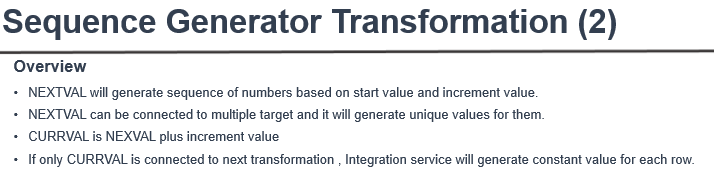 Sequence Generator Transformation (2)
Overview
• NEXTVAL will generate sequence of numbers based on start value and increment value.
• NEXTVAL can be connected to multiple target and it will generate unique values for them.
• CURRVAL is NEXVAL plus increment value
• If only CURRVAL is connected to next transformation , Integration service will generate constant value for each row.